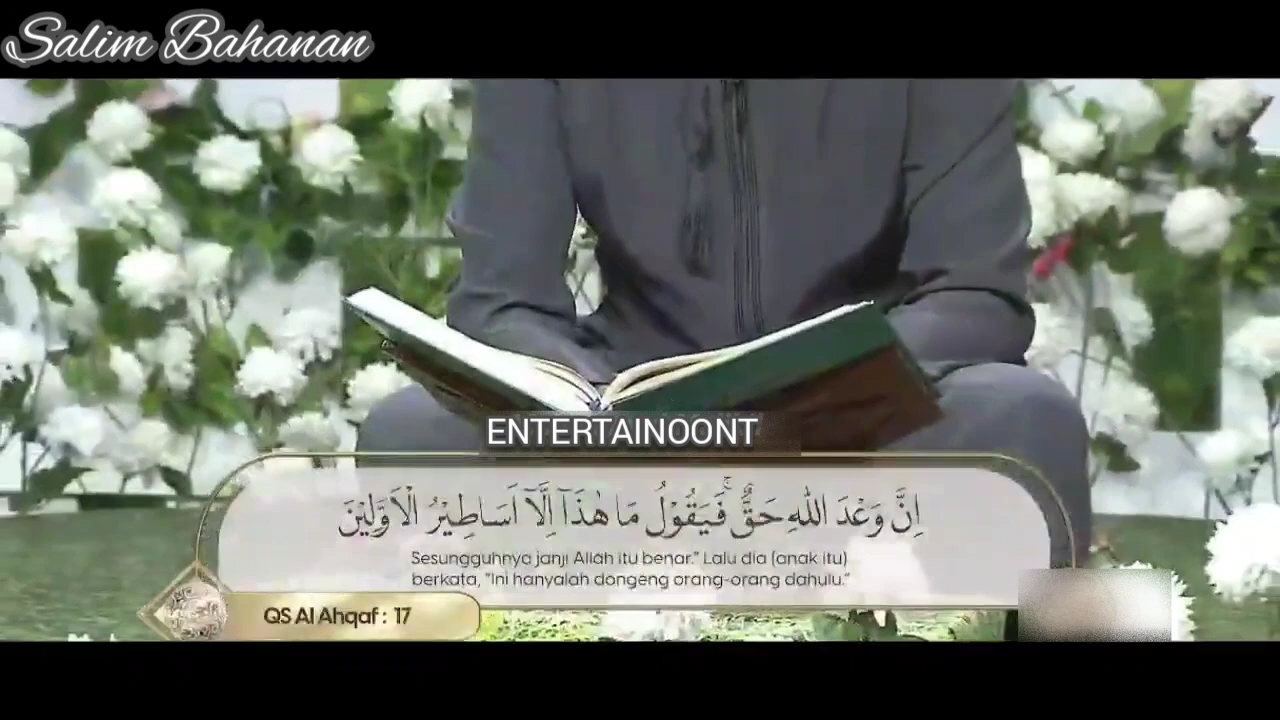 Salim Bahanan
ENTERTAINOONT
اِنَّ وَعْدَ اللّٰهِ حَقٌّۚ فَيَقُوْلُ مَا هٰذَآ اِلَّآ اَسَاطِيْرُ الْاَوَّلِيْنَ
Sesungguhnya janji Allāh itu benar.” Lalu dia (anak itu)
berkata, “Ini hanyalah dongeng orang-orang dahulu.”
QS Al Ahqaf : 17